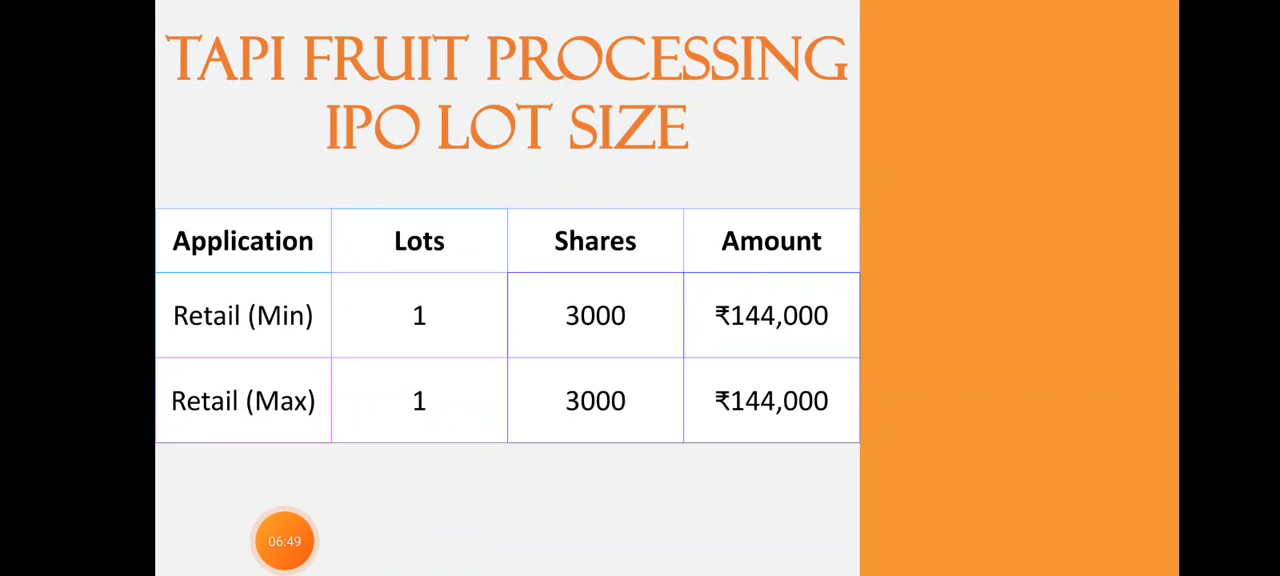 TAPI FRUIT PROCESSING
IPO LOT SIZE
Application Lots Shares Amount
Retail (Min) 1 3000 ₹144,000
Retail (Max) 1 3000 ₹144,000
06:49